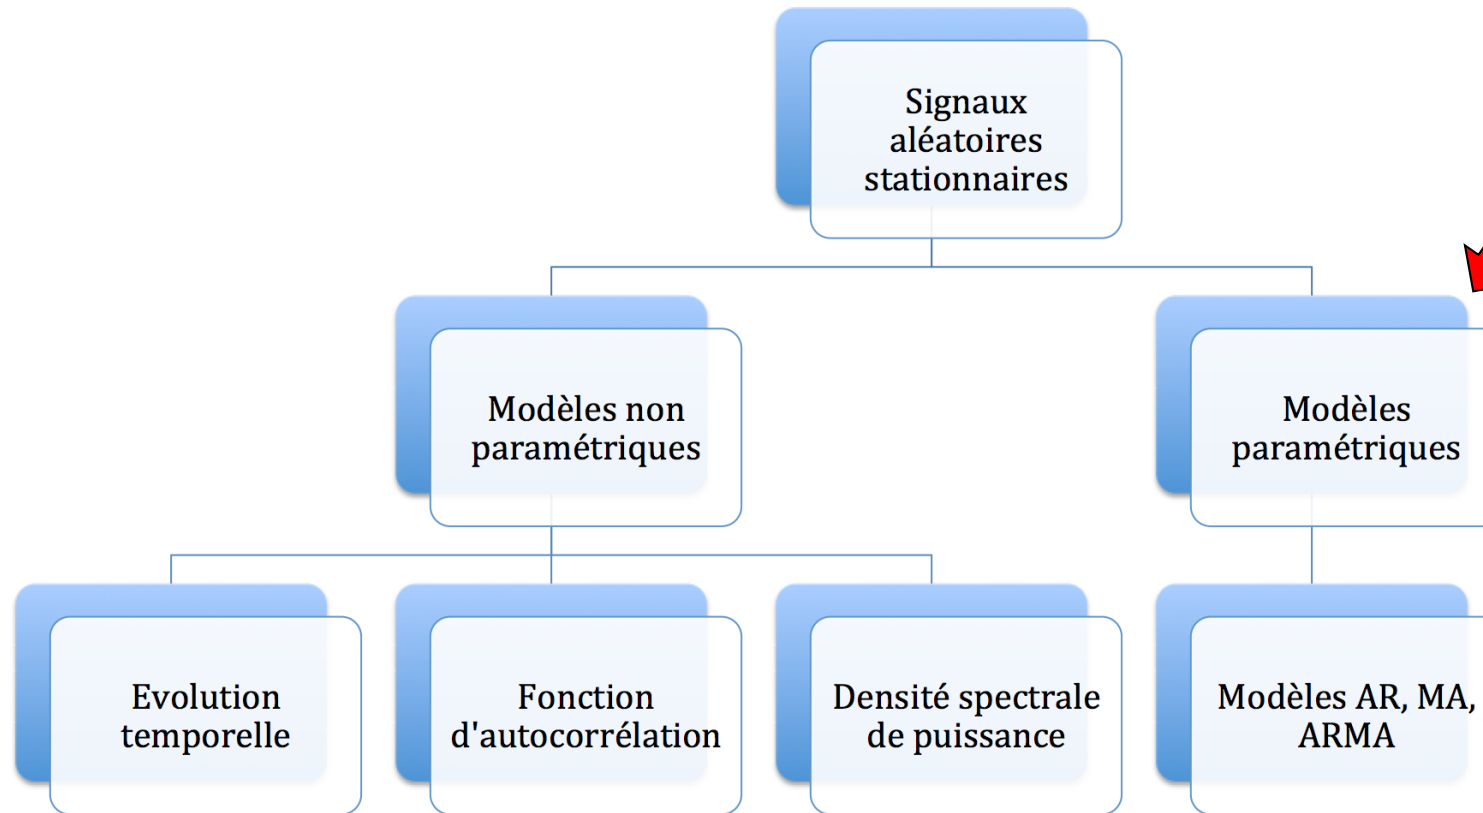 Signaux
aléatoires
stationnaires
Modèles non
paramétriques
Modèles
paramétriques
Evolution
temporelle
Fonction
d'autocorrélation
Densité spectrale
de puissance
Modèles AR, MA,
ARMA